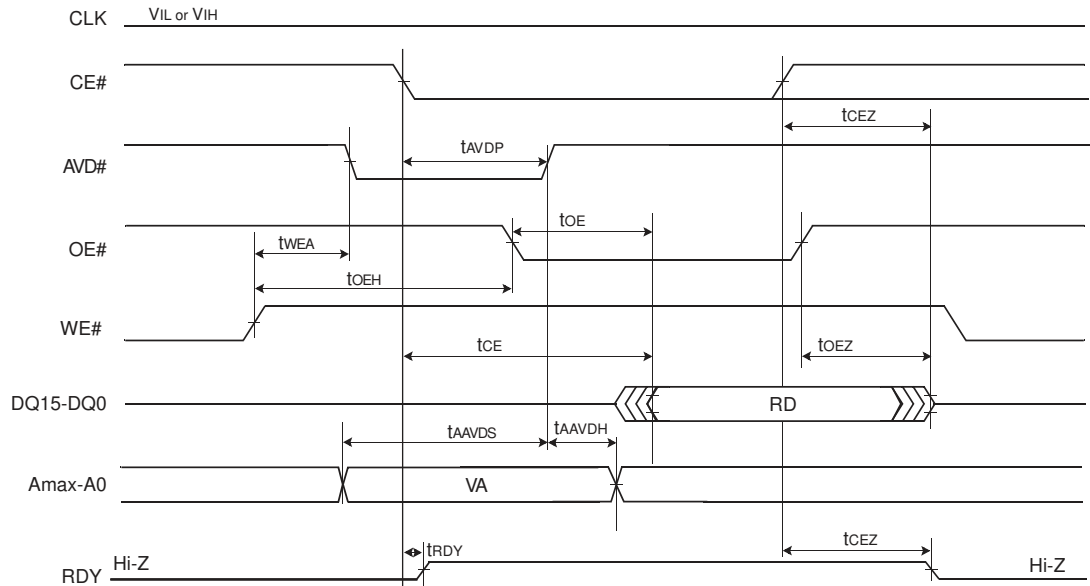 CLK VIL or VIH
CE#
tCEZ
AVD# tAVDP
OE# tOE
tWEA
tOEH
WE#
tCE tOEZ
DQ15-DQ0 RD
tAAVDS tAAVDH
Amax-A0 VA
tCEZ
RDY Hi-Z tRDY Hi-Z